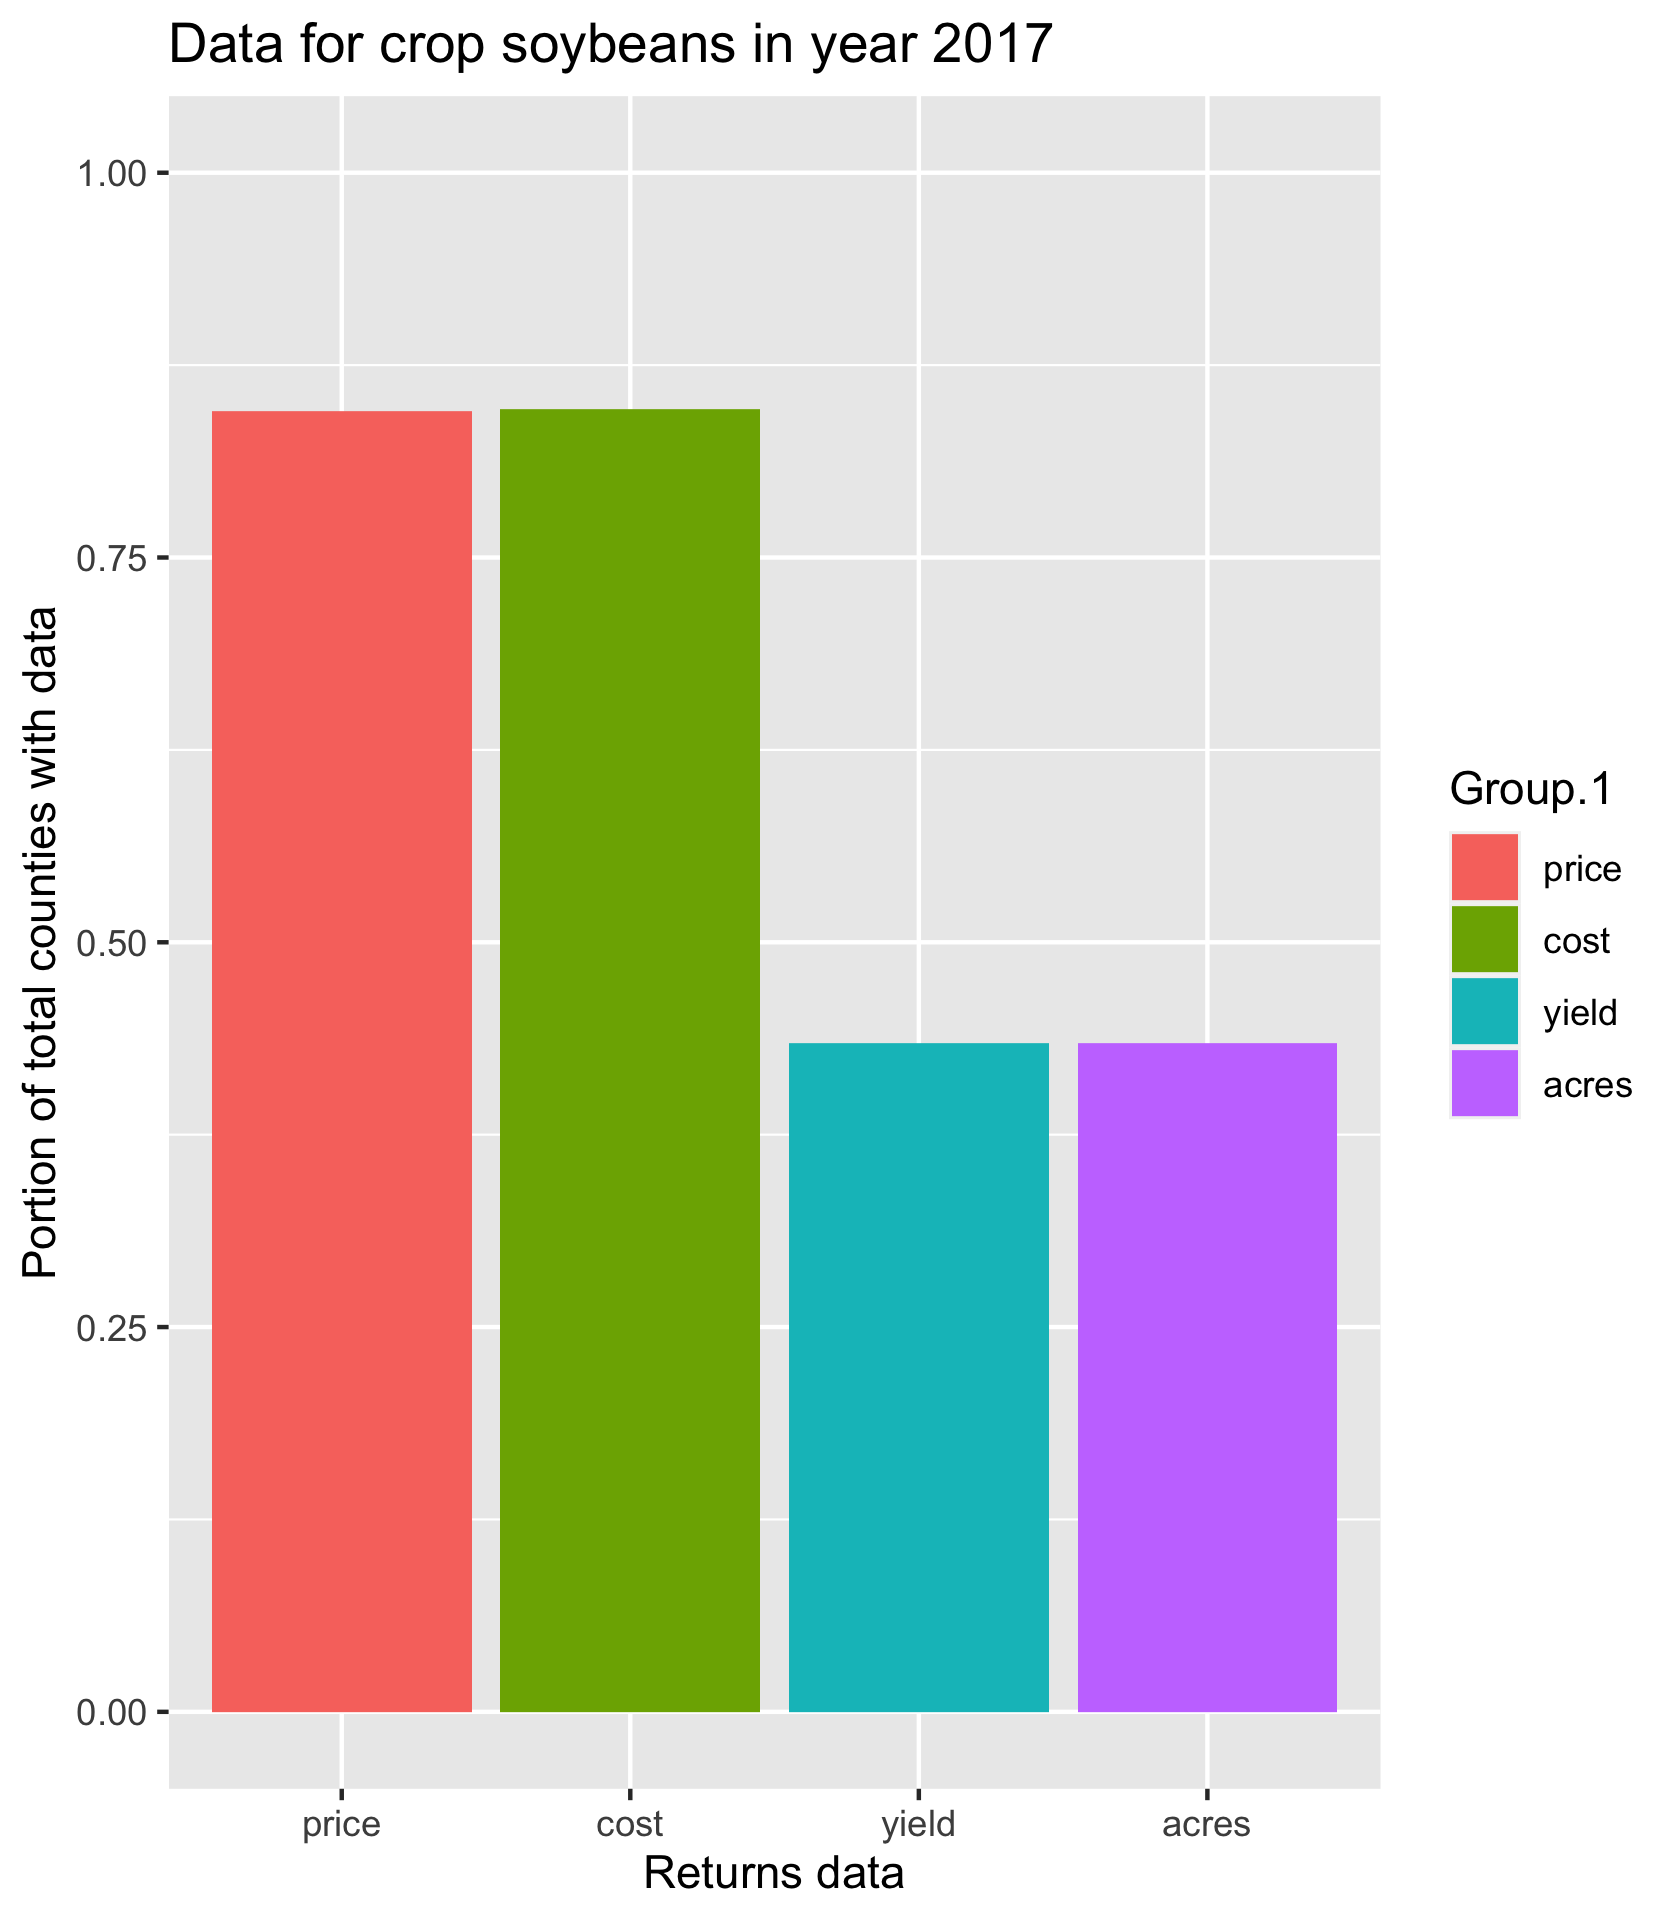 Data for crop soybeans in year 2017
Portion of total counties with data
1.00
0.75
0.50
0.25
0.00
price
cost
yield
acres
Returns data
Group.1
price
cost
yield
acres